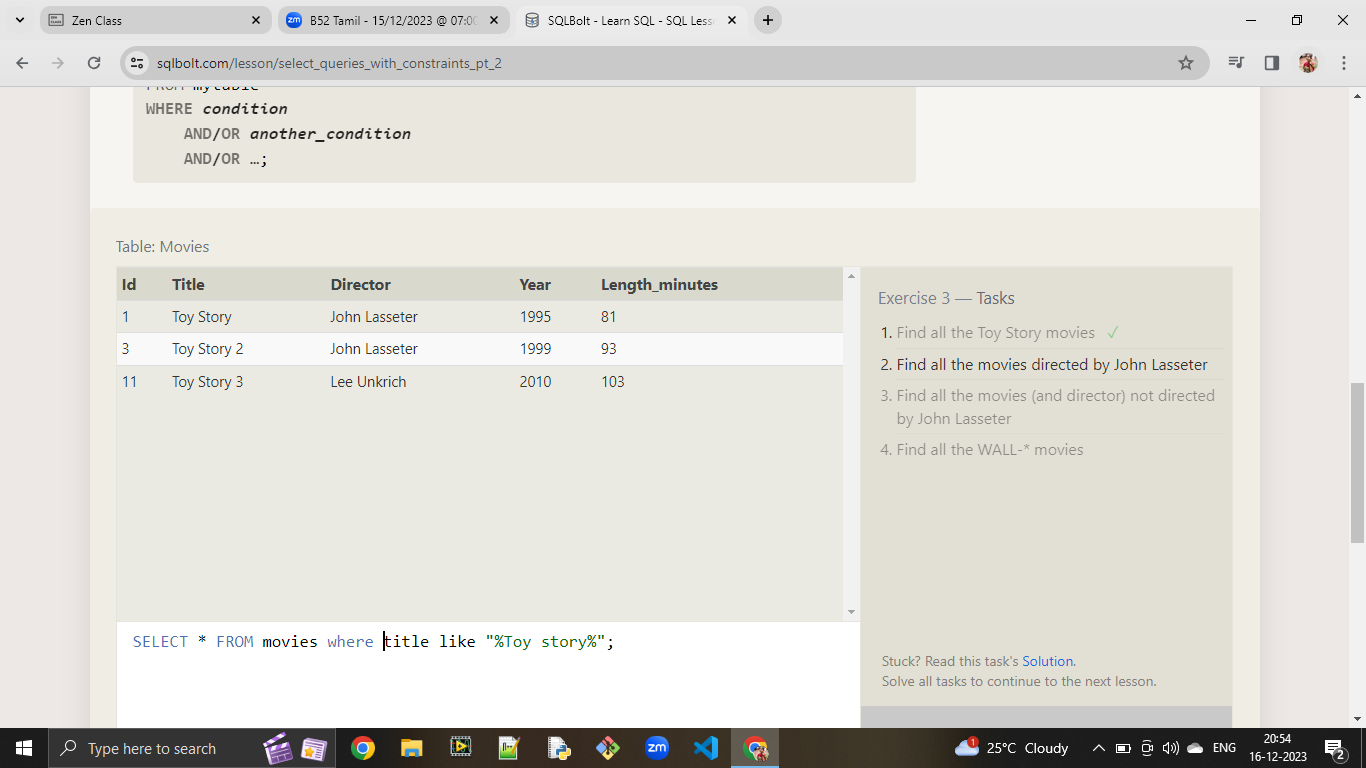 Zen Class
B52 Tamil - 15/12/2023 @ 07:00
SQLBolt - Learn SQL - SQL Less
sqlbolt.com/lesson/select_queries_with_constraints_pt_2
FROM mytable
WHERE condition
AND/OR another_condition
AND/OR …;
Table: Movies
Id Title Director Year Length_minutes
1 Toy Story John Lasseter 1995 81
3 Toy Story 2 John Lasseter 1999 93
11 Toy Story 3 Lee Unkrich 2010 103
Exercise 3 — Tasks
1. Find all the Toy Story movies ✓
2. Find all the movies directed by John Lasseter
3. Find all the movies (and director) not directed
by John Lasseter
4. Find all the WALL-* movies
SELECT * FROM movies where title like "%Toy story%";
Stuck? Read this task's Solution.
Solve all tasks to continue to the next lesson.
Type here to search
zm
1
25°C Cloudy
ENG
20:54
16-12-2023
2